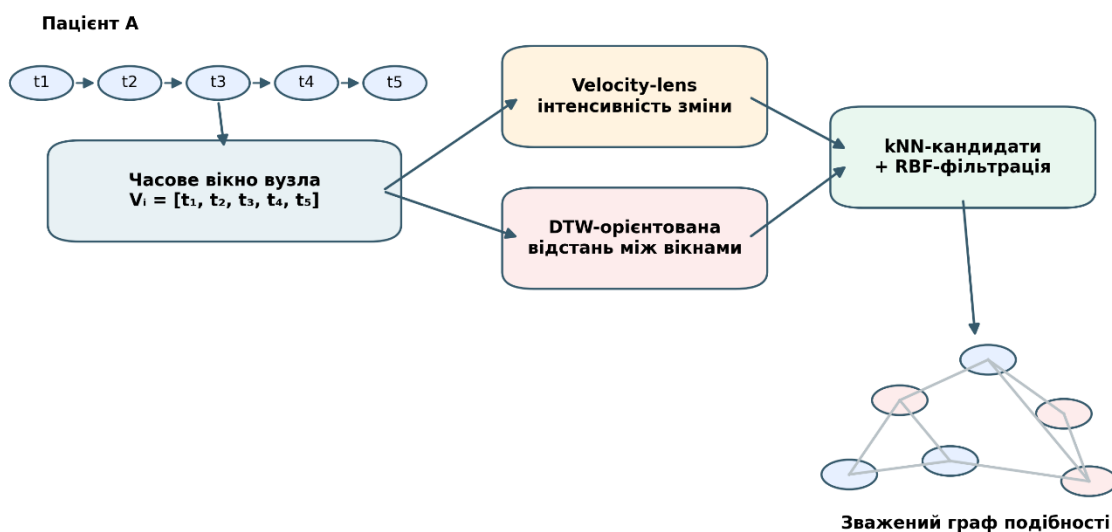 Пацієнт A
t1
t2
t3
t4
t5
Часове вікно вузла
Vᵢ = [t₁, t₂, t₃, t₄, t₅]
Velocity-lens
інтенсивність зміни
DTW-орієнтована
відстань між вікнами
kNN-кандидати
+ RBF-фільтрація
Зважений граф подібності